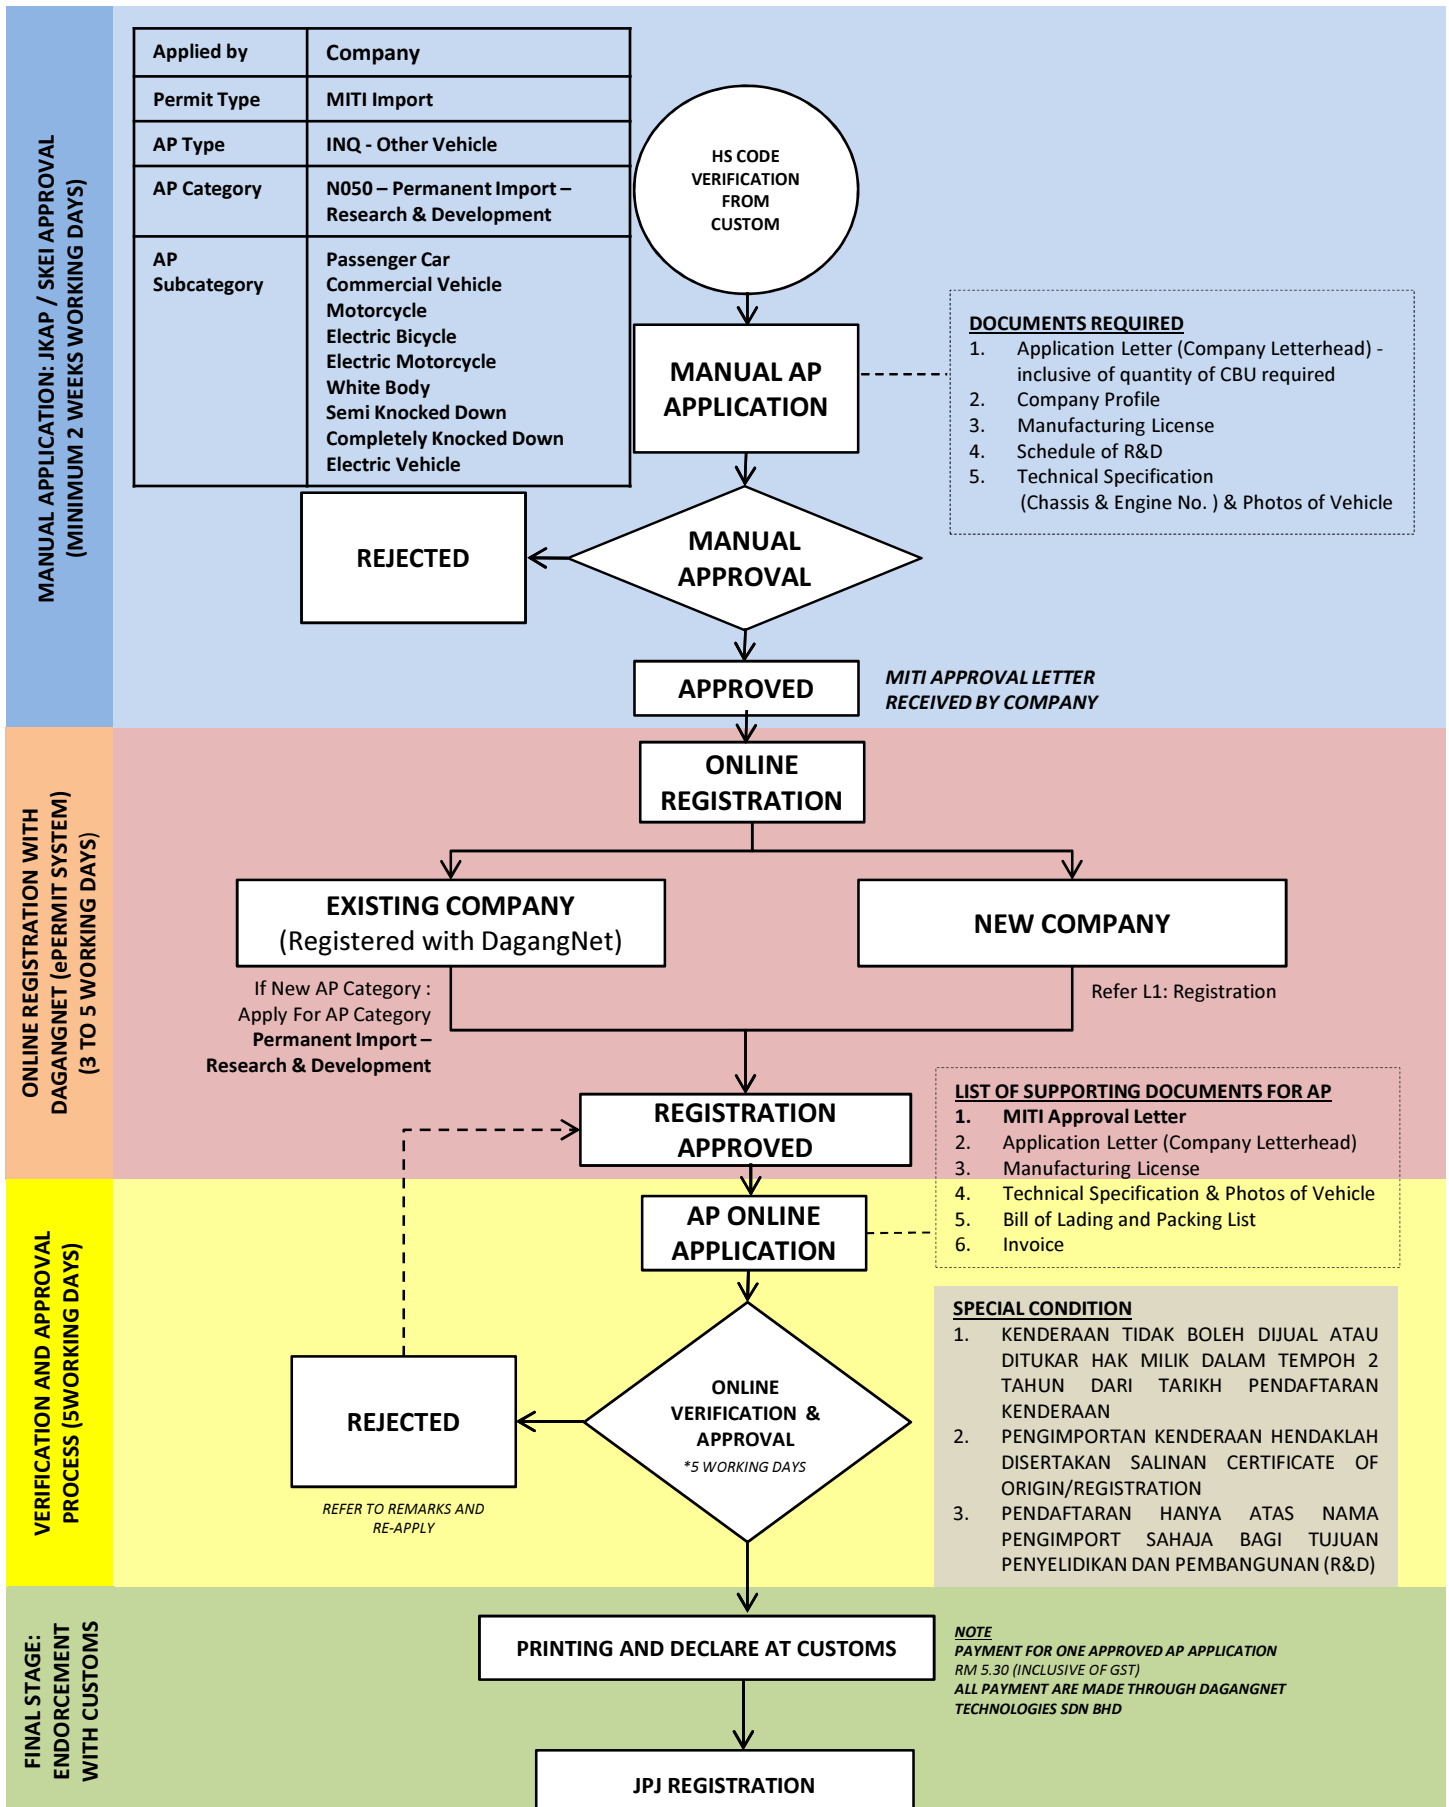 MANUAL APPLICATION: JKAP / SKEI APPROVAL
(MINIMUM 2 WEEKS WORKING DAYS)
Applied by
Company
Permit Type
MITI Import
AP Type
INQ - Other Vehicle
AP Category
N050 – Permanent Import –
Research & Development
AP
Subcategory
Passenger Car
Commercial Vehicle
Motorcycle
Electric Bicycle
Electric Motorcycle
White Body
Semi Knocked Down
Completely Knocked Down
Electric Vehicle
HS CODE
VERIFICATION
FROM
CUSTOM
MANUAL AP
APPLICATION
DOCUMENTS REQUIRED
1. Application Letter (Company Letterhead) -
inclusive of quantity of CBU required
2. Company Profile
3. Manufacturing License
4. Schedule of R&D
5. Technical Specification
(Chassis & Engine No. ) & Photos of Vehicle
MANUAL
APPROVAL
REJECTED
APPROVED
MITI APPROVAL LETTER
RECEIVED BY COMPANY
ONLINE REGISTRATION WITH
DAGANGNET (ePERMIT SYSTEM)
(3 TO 5 WORKING DAYS)
ONLINE
REGISTRATION
EXISTING COMPANY
(Registered with DagangNet)
NEW COMPANY
If New AP Category :
Apply For AP Category
Permanent Import –
Research & Development
Refer L1: Registration
REGISTRATION
APPROVED
LIST OF SUPPORTING DOCUMENTS FOR AP
1. MITI Approval Letter
2. Application Letter (Company Letterhead)
3. Manufacturing License
4. Technical Specification & Photos of Vehicle
5. Bill of Lading and Packing List
6. Invoice
VERIFICATION AND APPROVAL
PROCESS (5WORKING DAYS)
AP ONLINE
APPLICATION
ONLINE
VERIFICATION &
APPROVAL
*5 WORKING DAYS
REJECTED
REFER TO REMARKS AND
RE-APPLY
SPECIAL CONDITION
1. KENDERAAN TIDAK BOLEH DIJUAL ATAU
DITUKAR HAK MILIK DALAM TEMPOH 2
TAHUN DARI TARIKH PENDAFTARAN
KENDERAAN
2. PENGIMPORTAN KENDERAAN HENDAKLAH
DISERTAKAN SALINAN CERTIFICATE OF
ORIGIN/REGISTRATION
3. PENDAFTARAN HANYA ATAS NAMA
PENGIMPORT SAHAJA BAGI TUJUAN
PENYELIDIKAN DAN PEMBANGUNAN (R&D)
FINAL STAGE:
ENDORCEMENT
WITH CUSTOMS
PRINTING AND DECLARE AT CUSTOMS
NOTE
PAYMENT FOR ONE APPROVED AP APPLICATION
RM 5.30 (INCLUSIVE OF GST)
ALL PAYMENT ARE MADE THROUGH DAGANGNET
TECHNOLOGIES SDN BHD
JPJ REGISTRATION